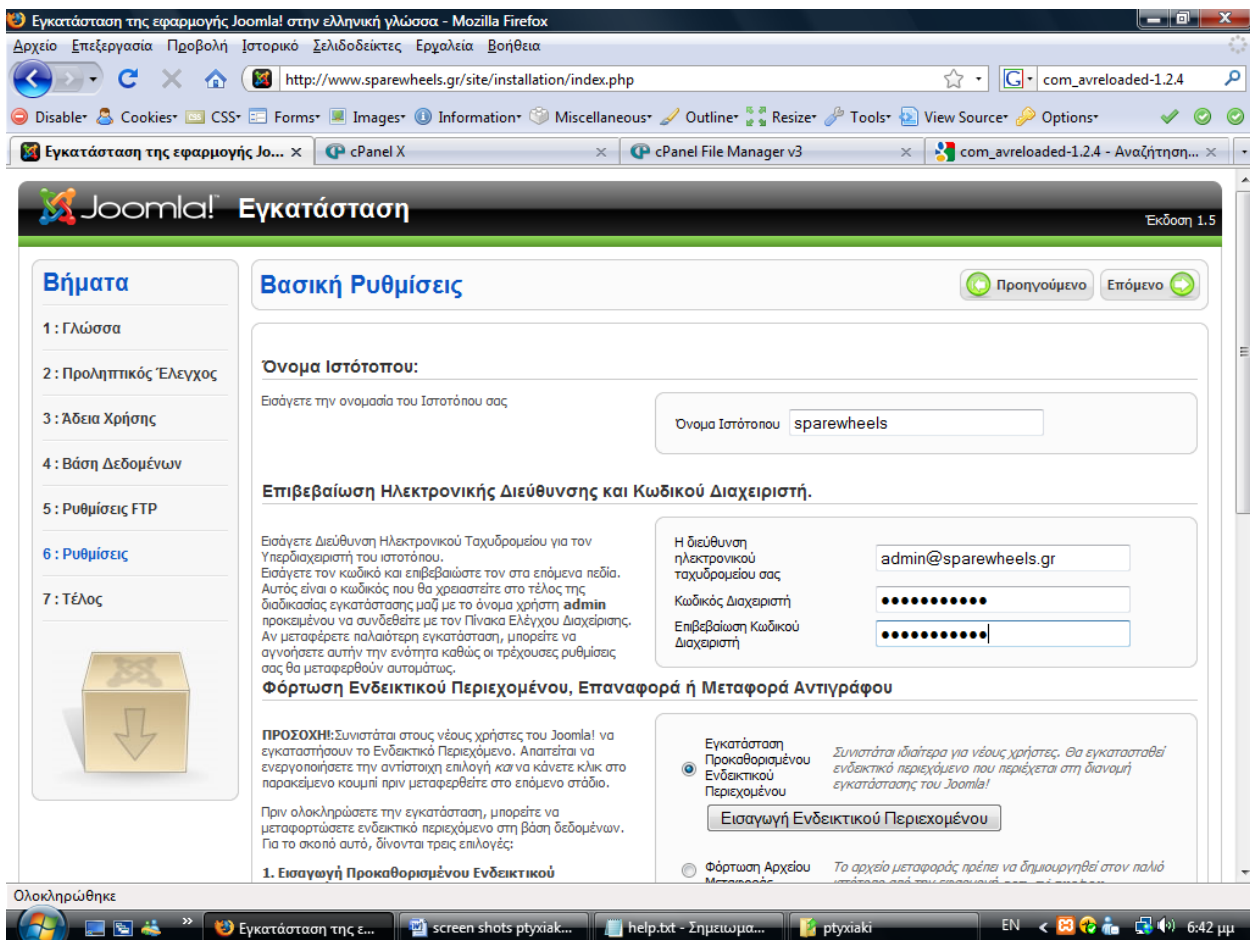 Εγκατάσταση της εφαρμογής Joomla! στην ελληνική γλώσσα - Mozilla Firefox
Αρχείο Επεξεργασία Προβολή Ιστορικό Σελιδοδείκτες Εργαλεία Βοήθεια
http://www.sparewheels.gr/site/installation/index.php
com_avreloaded-1.2.4
Disable Cookies CSS Forms Images Information Miscellaneous Outline Resize Tools View Source Options
Εγκατάσταση της εφαρμογής Jo... cPanel X cPanel File Manager v3 com_avreloaded-1.2.4 - Αναζήτηση...
Joomla! Εγκατάσταση
Έκδοση 1.5
Βήματα
1 : Γλώσσα
2 : Προληπτικός Έλεγχος
3 : Άδεια Χρήσης
4 : Βάση Δεδομένων
5 : Ρυθμίσεις FTP
6 : Ρυθμίσεις
7 : Τέλος
Βασική Ρυθμίσεις
Προηγούμενο Επόμενο
Όνομα Ιστότοπου:
Εισάγετε την ονομασία του Ιστοτόπου σας
Όνομα Ιστότοπου sparewheels
Επιβεβαίωση Ηλεκτρονικής Διεύθυνσης και Κωδικού Διαχειριστή.
Εισάγετε Διεύθυνση Ηλεκτρονικού Ταχυδρομείου για τον
Υπερδιαχειριστή του ιστοτόπου.
Εισάγετε τον κωδικό και επιβεβαιώστε τον στα επόμενα πεδία.
Αυτός είναι ο κωδικός που θα χρειαστείτε στο τέλος της
διαδικασίας εγκατάστασης μαζί με το όνομα χρήστη admin
προκειμένου να συνδεθείτε με τον Πίνακα Ελέγχου Διαχείρισης.
Αν μεταφέρετε παλαιότερη εγκατάσταση, μπορείτε να
αγνοήσετε αυτήν την ενότητα καθώς οι τρέχουσες ρυθμίσεις
σας θα μεταφερθούν αυτομάτως.
Η διεύθυνση
ηλεκτρονικού
ταχυδρομείου σας
admin@sparewheels.gr
Κωδικός Διαχειριστή
Επιβεβαίωση Κωδικού
Διαχειριστή
Φόρτωση Ενδεικτικού Περιεχομένου, Επαναφορά ή Μεταφορά Αντιγράφου
ΠΡΟΣΟΧΗ!:Συνιστάται στους νέους χρήστες του Joomla! να
εγκαταστήσουν το Ενδεικτικό Περιεχόμενο. Απαιτείται να
ενεργοποιήσετε την αντίστοιχη επιλογή και να κάνετε κλικ στο
παρακείμενο κουμπί πριν μεταφερθείτε στο επόμενο στάδιο.
Πριν ολοκληρώσετε την εγκατάσταση, μπορείτε να
μεταφορτώσετε ενδεικτικό περιεχόμενο στη βάση δεδομένων.
Για το σκοπό αυτό, δίνονται τρεις επιλογές:
1. Εισαγωγή Προκαθορισμένου Ενδεικτικού
Εγκατάσταση
Προκαθορισμένου
Ενδεικτικού
Περιεχομένου
Συνιστάται ιδιαίτερα για νέους χρήστες. Θα εγκατασταθεί
ενδεικτικό περιεχόμενο που περιέχεται στη διανομή
εγκατάστασης του Joomla!
Εισαγωγή Ενδεικτικού Περιεχομένου
Φόρτωση Αρχείου
Το αρχείο μεταφοράς πρέπει να δημιουργηθεί στον παλιό
Ολοκληρώθηκε
Εγκατάσταση της ε... screen shots ptyxiak... help.txt - Σημειωμα... ptyxiaki EN 6:42 μμ